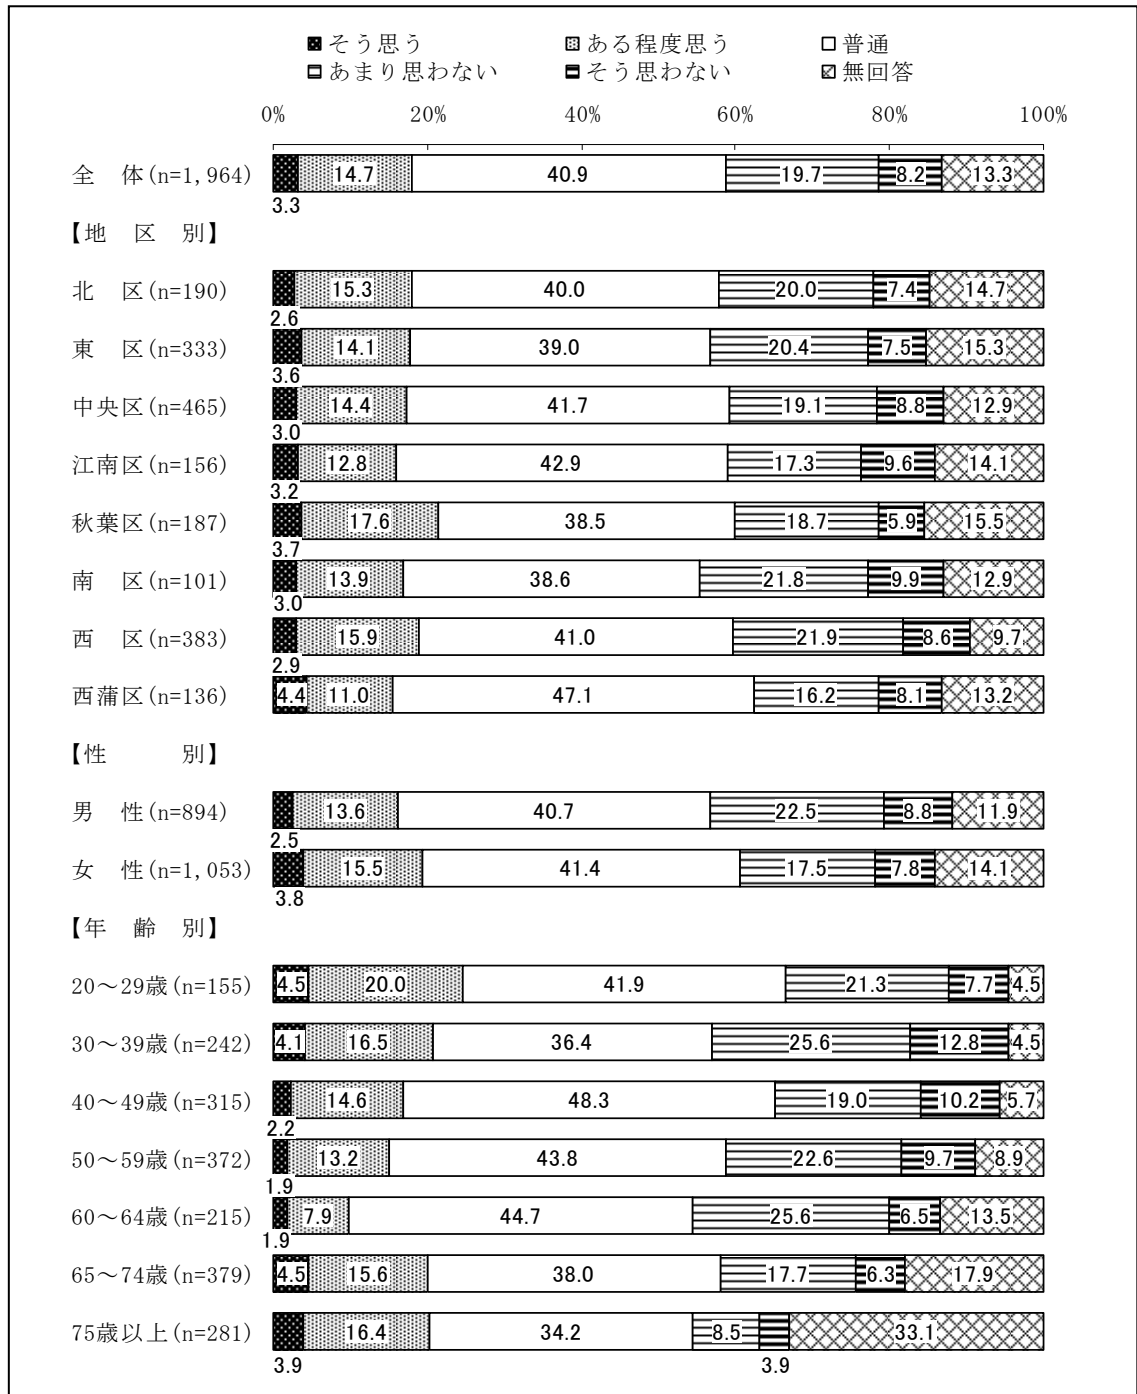 そう思う ある程度思う 普通
あまり思わない そう思わない 無回答
0% 20% 40% 60% 80% 100%
全 体(n=1,964) 14.7 40.9 19.7 8.2 13.3
3.3
【地 区 別】
北 区(n=190) 15.3 40.0 20.0 7.4 14.7
2.6
東 区(n=333) 14.1 39.0 20.4 7.5 15.3
3.6
中央区(n=465) 14.4 41.7 19.1 8.8 12.9
3.0
江南区(n=156) 12.8 42.9 17.3 9.6 14.1
3.2
秋葉区(n=187) 17.6 38.5 18.7 5.9 15.5
3.7
南 区(n=101) 13.9 38.6 21.8 9.9 12.9
3.0
西 区(n=383) 15.9 41.0 21.9 8.6 9.7
2.9
西蒲区(n=136) 4.4 11.0 47.1 16.2 8.1 13.2
【性 別】
男 性(n=894) 13.6 40.7 22.5 8.8 11.9
2.5
女 性(n=1,053) 15.5 41.4 17.5 7.8 14.1
3.8
【年 齢 別】
20～29歳(n=155) 4.5 20.0 41.9 21.3 7.7 4.5
30～39歳(n=242) 4.1 16.5 36.4 25.6 12.8 4.5
40～49歳(n=315) 14.6 48.3 19.0 10.2 5.7
2.2
50～59歳(n=372) 13.2 43.8 22.6 9.7 8.9
1.9
60～64歳(n=215) 7.9 44.7 25.6 6.5 13.5
1.9
65～74歳(n=379) 4.5 15.6 38.0 17.7 6.3 17.9
75歳以上(n=281) 16.4 34.2 8.5 33.1
3.9 3.9